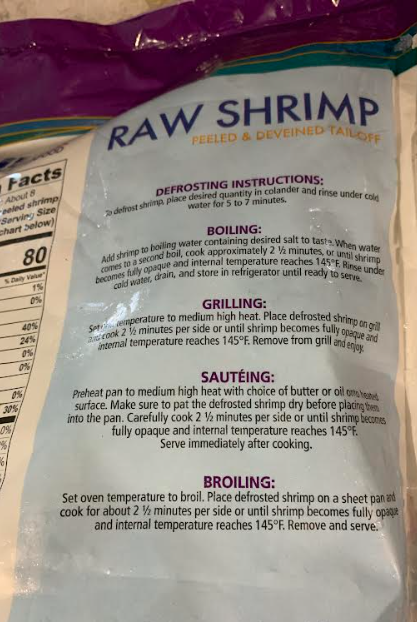 RAW SHRIMP
PEELED & DEVEINED TAIL OFF
DEFROSTING INSTRUCTIONS:
To defrost shrimp, place desired quantity in colander and rinse under cold
water for 5 to 7 minutes.
BOILING:
Add shrimp to boiling water containing desired salt to taste. When water
comes to a second boil, cook approximately 2 ½ minutes, or until shrimp
becomes fully opaque and internal temperature reaches 145°F. Rinse under
cold water, drain, and store in refrigerator until ready to serve.
GRILLING:
temperature to medium high heat. Place defrosted shrimp on grill
and cook 2 ½ minutes per side or until shrimp becomes fully opaque and
internal temperature reaches 145°F. Remove from grill and enjoy.
SAUTÉING:
Preheat pan to medium high heat with choice of butter or oil heated
surface. Make sure to pat the defrosted shrimp dry before placing them
into the pan. Carefully cook 2 ½ minutes per side or until shrimp becomes
fully opaque and internal temperature reaches 145°F.
Serve immediately after cooking.
BROILING:
Set oven temperature to broil. Place defrosted shrimp on a sheet pan and
cook for about 2 ½ minutes per side or until shrimp becomes fully opaque
and internal temperature reaches 145°F. Remove and serve.
Facts
About 8
shrimp
Serving Size
chart below)
80
% Daily Value*
1%
0%
40%
24%
0%
0%
0%
30%
0%
%
%